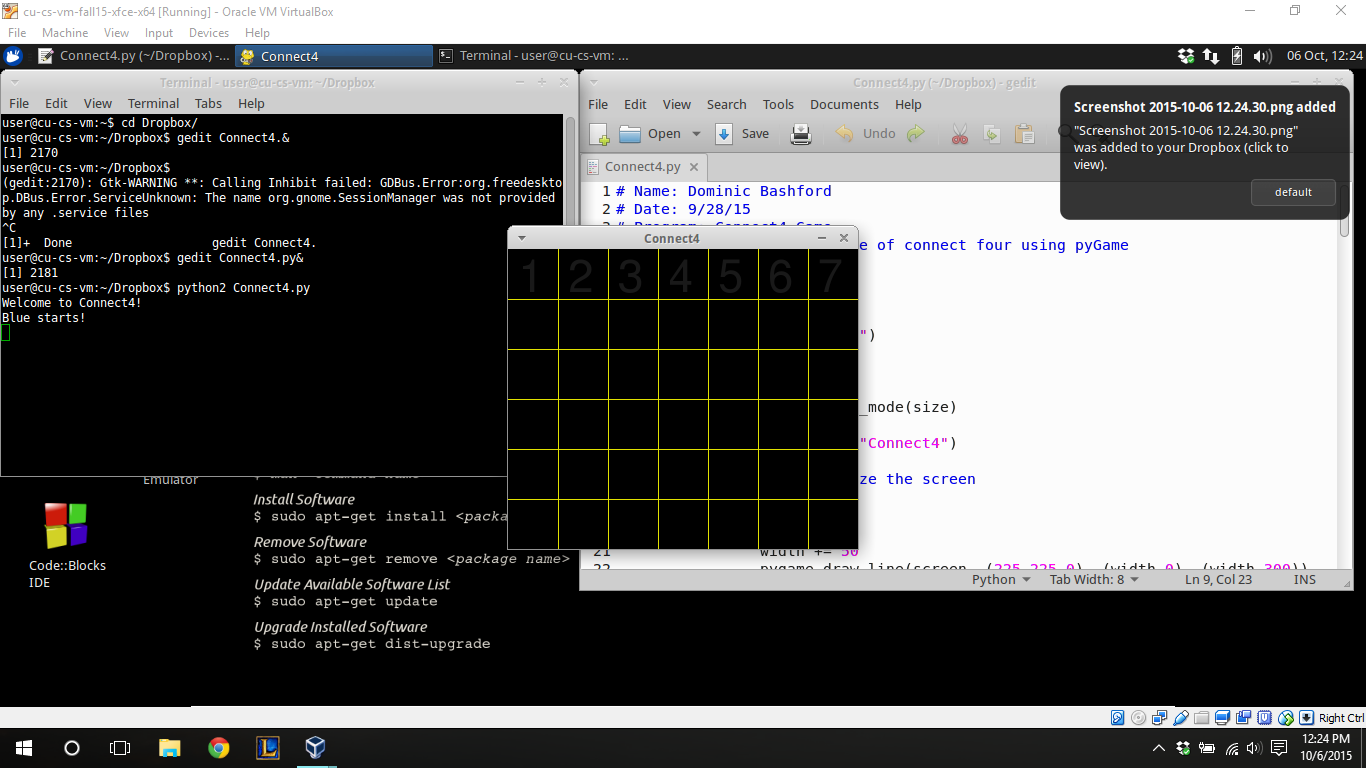 cu-cs-vm-fall15-xfce-x64 [Running] - Oracle VM VirtualBox
File Machine View Input Devices Help
Connect4.py (~/Dropbox) -... Connect4 Terminal - user@cu-cs-vm: ... 06 Oct, 12:24
Terminal - user@cu-cs-vm: ~/Dropbox
File Edit View Terminal Tabs Help
user@cu-cs-vm:~$ cd Dropbox/
user@cu-cs-vm:~/Dropbox$ gedit Connect4.&
[1] 2170
user@cu-cs-vm:~/Dropbox$
(gedit:2170): Gtk-WARNING **: Calling Inhibit failed: GDBus.Error:org.freedeskto
p.DBus.Error.ServiceUnknown: The name org.gnome.SessionManager was not provided
by any .service files
^C
[1]+  Done                    gedit Connect4.
user@cu-cs-vm:~/Dropbox$ gedit Connect4.py&
[1] 2181
user@cu-cs-vm:~/Dropbox$ python2 Connect4.py
Welcome to Connect4!
Blue starts!
Connect4.py (~/Dropbox) - gedit
File Edit View Search Tools Documents Help
Open Save Undo
Connect4.py
1 # Name: Dominic Bashford
2 # Date: 9/28/15
e of connect four using pyGame
")
_mode(size)
"Connect4")
ze the screen
21 width += 50
22 pygame.draw.line(screen, (225,225,0), (width,0), (width,300))
Python Tab Width: 8 Ln 9, Col 23 INS
Screenshot 2015-10-06 12.24.30.png added
"Screenshot 2015-10-06 12.24.30.png"
was added to your Dropbox (click to
view).
default
Connect4
1 2 3 4 5 6 7
Emulator
Code::Blocks
IDE
Install Software
$ sudo apt-get install <packa
Remove Software
$ sudo apt-get remove <package name>
Update Available Software List
$ sudo apt-get update
Upgrade Installed Software
$ sudo apt-get dist-upgrade
Right Ctrl
12:24 PM
10/6/2015